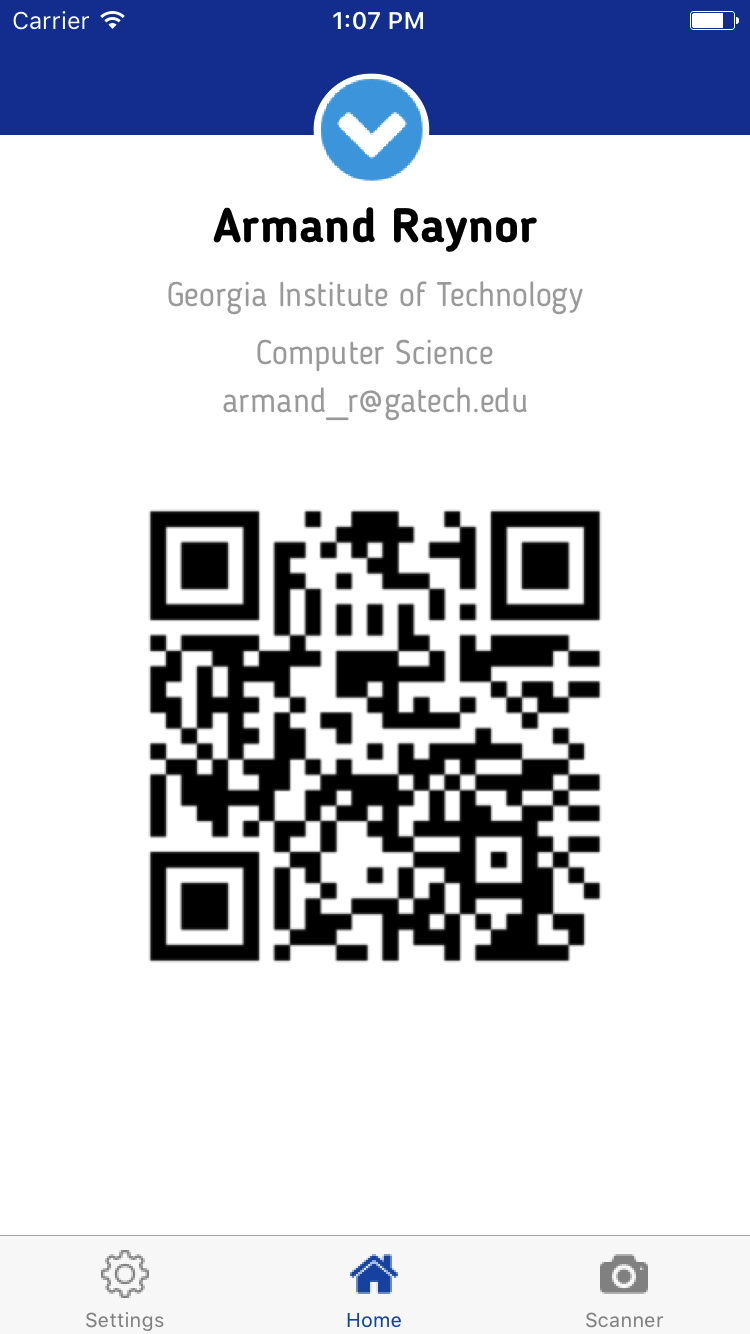 Carrier 1:07 PM
Armand Raynor
Georgia Institute of Technology
Computer Science
armand_r@gatech.edu
Settings Home Scanner